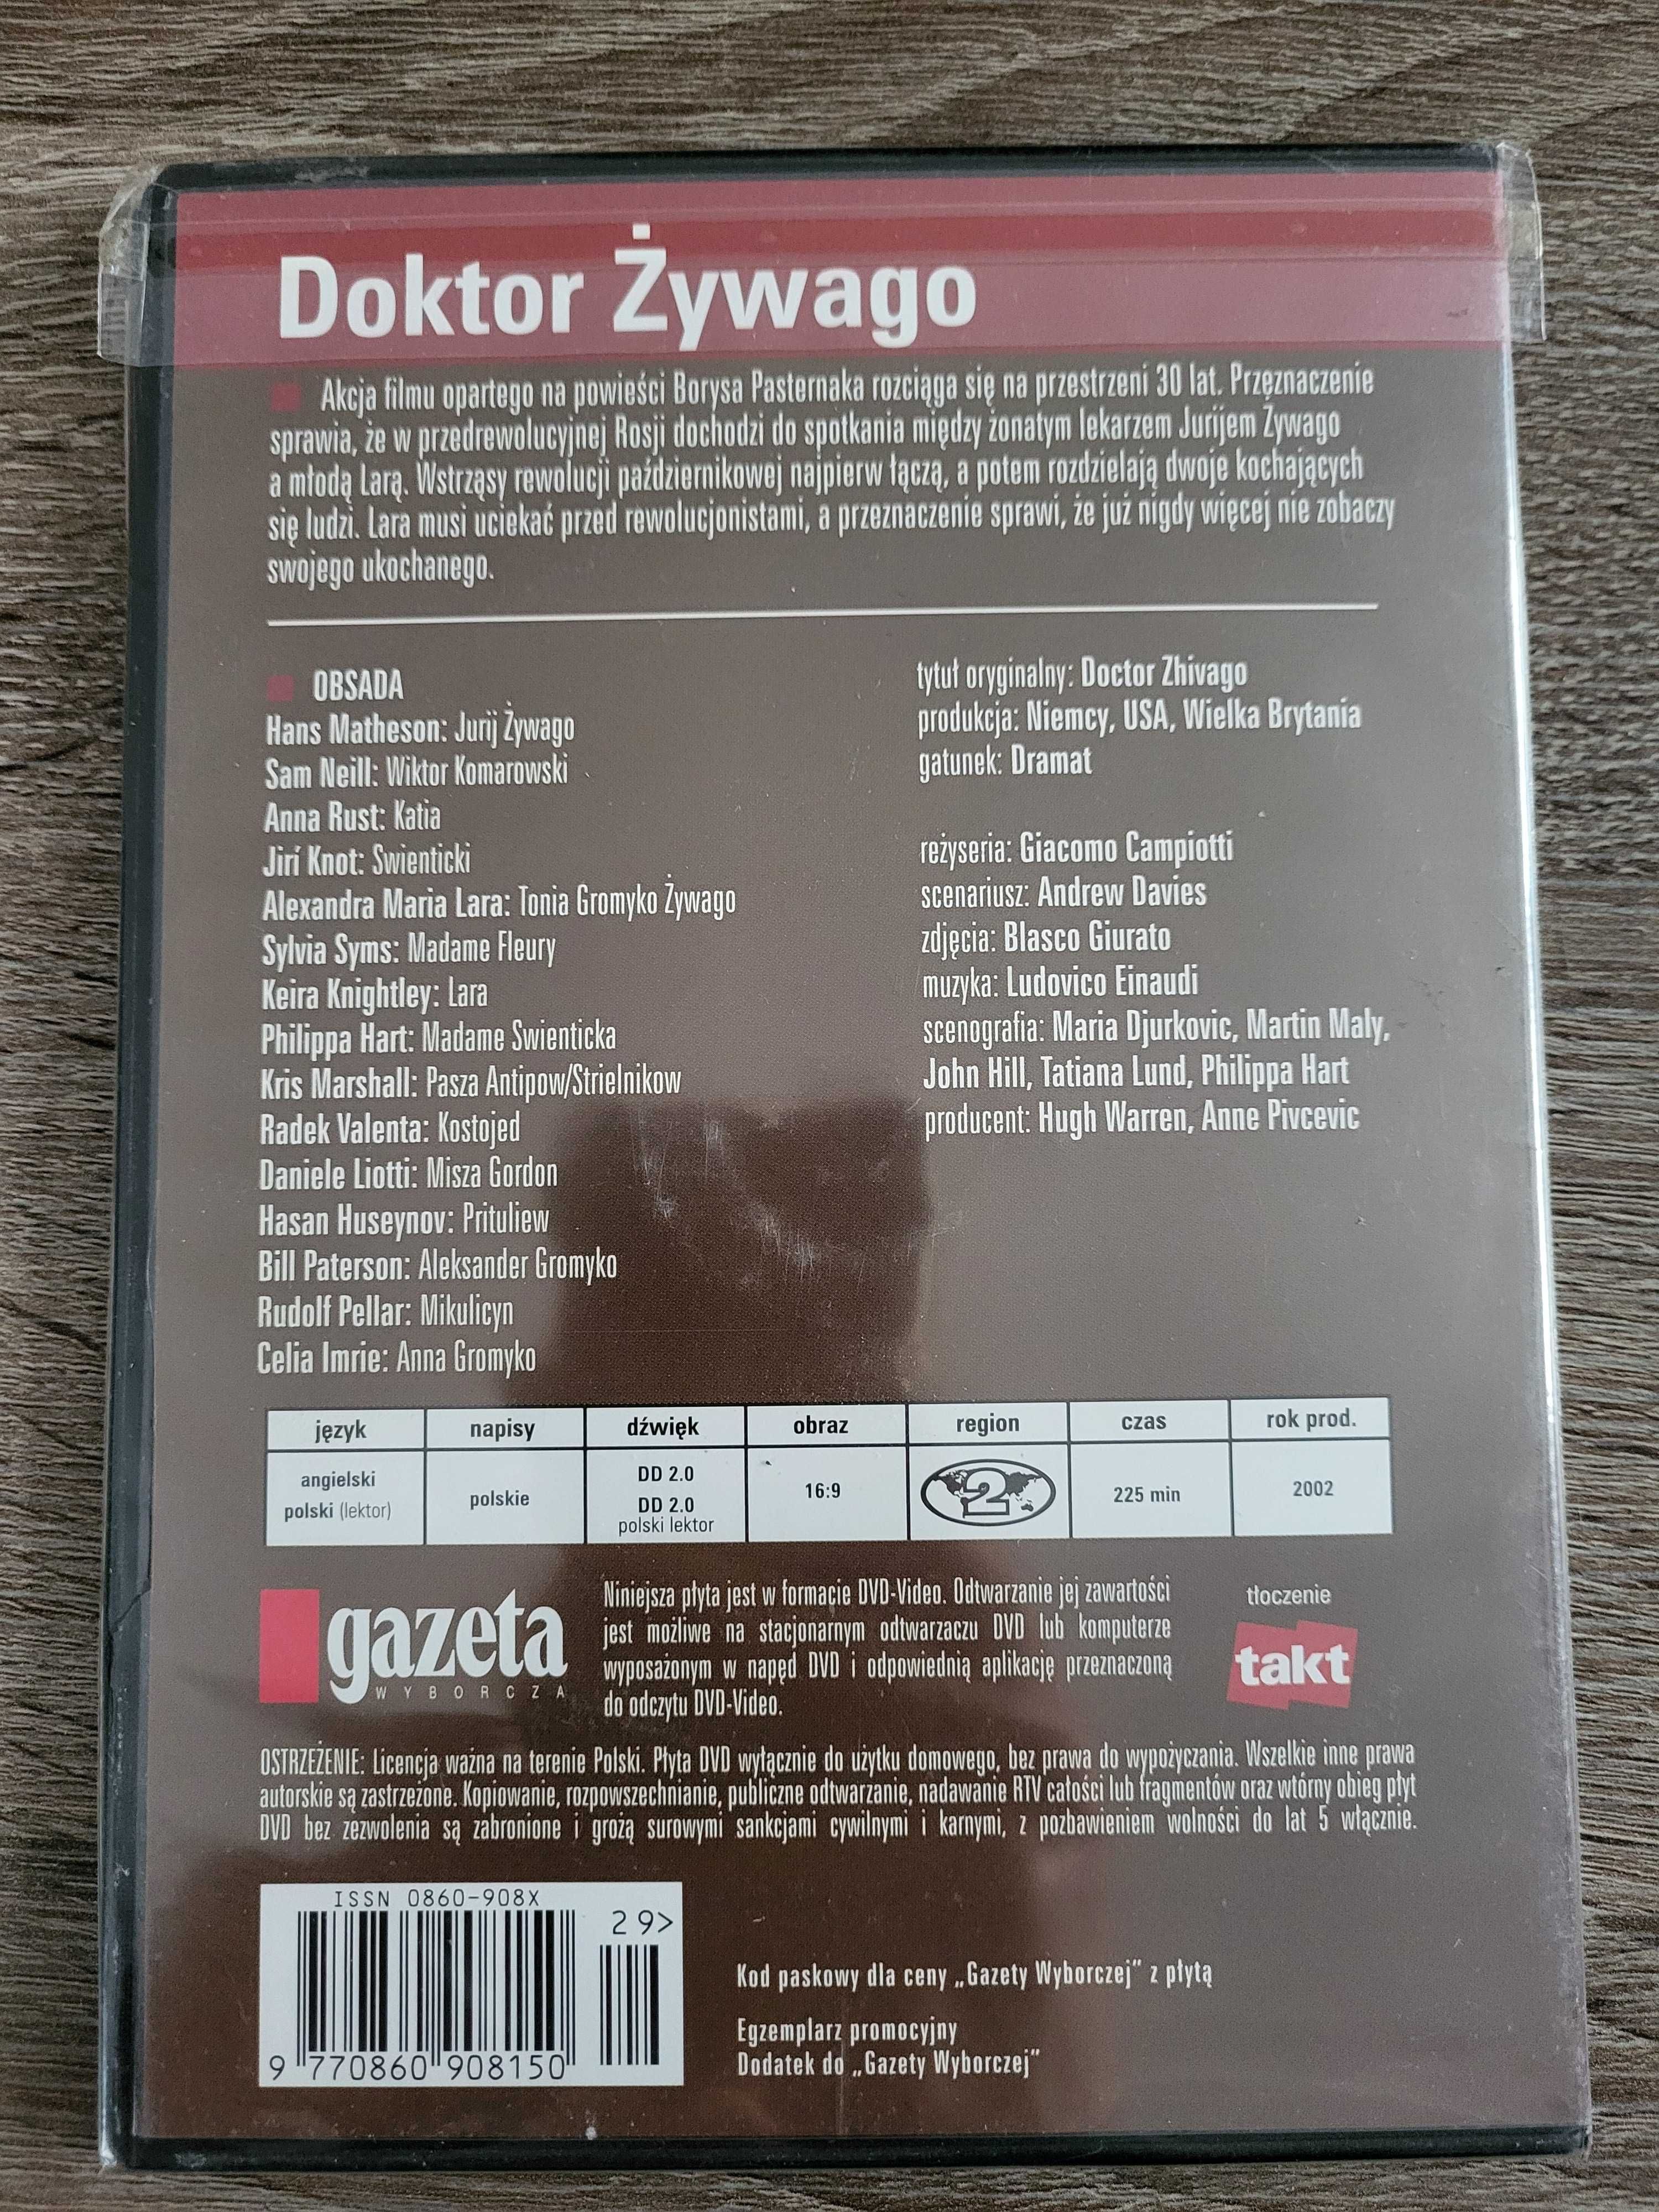 Doktor Żywago
Akcja filmu opartego na powieści Borysa Pasternaka rozciąga się na przestrzeni 30 lat. Przeznaczenie
sprawia, że w przedrewolucyjnej Rosji dochodzi do spotkania między żonatym lekarzem Jurijem Żywago
a młodą Larą. Wstrząsy rewolucji październikowej najpierw łączą, a potem rozdzielają dwoje kochających
się ludzi. Lara musi uciekać przed rewolucjonistami, a przeznaczenie sprawi, że już nigdy więcej nie zobaczy
swojego ukochanego.
OBSADA
Hans Matheson: Jurij Żywago
Sam Neill: Wiktor Komarowski
Anna Rust: Katia
Jirí Knot: Swienticki
Alexandra Maria Lara: Tonia Gromyko Żywago
Sylvia Syms: Madame Fleury
Keira Knightley: Lara
Philippa Hart: Madame Swienticka
Kris Marshall: Pasza Antipow/Strielnikow
Radek Valenta: Kostojed
Daniele Liotti: Misza Gordon
Hasan Huseynov: Prituliew
Bill Paterson: Aleksander Gromyko
Rudolf Pellar: Mikulicyn
Celia Imrie: Anna Gromyko
tytuł oryginalny: Doctor Zhivago
produkcja: Niemcy, USA, Wielka Brytania
gatunek: Dramat
reżyseria: Giacomo Campiotti
scenariusz: Andrew Davies
zdjęcia: Blasco Giurato
muzyka: Ludovico Einaudi
scenografia: Maria Djurkovic, Martin Maly,
John Hill, Tatiana Lund, Philippa Hart
producent: Hugh Warren, Anne Pivcevic
język napisy dźwięk obraz region czas rok prod.
angielski
polski (lektor)
polskie
DD 2.0
DD 2.0
polski lektor
16:9
2
225 min
2002
gazeta
WYBORCZA
Niniejsza płyta jest w formacie DVD-Video. Odtwarzanie jej zawartości
jest możliwe na stacjonarnym odtwarzaczu DVD lub komputerze
wyposażonym w napęd DVD i odpowiednią aplikację przeznaczoną
do odczytu DVD-Video.
tłoczenie
takt
OSTRZEŻENIE: Licencja ważna na terenie Polski. Płyta DVD wyłącznie do użytku domowego, bez prawa do wypożyczania. Wszelkie inne prawa
autorskie są zastrzeżone. Kopiowanie, rozpowszechnianie, publiczne odtwarzanie, nadawanie RTV całości lub fragmentów oraz wtórny obieg płyt
DVD bez zezwolenia są zabronione i grożą surowymi sankcjami cywilnymi i karnymi, z pozbawieniem wolności do lat 5 włącznie.
ISSN 0860-908X
29>
9 770860 908150
Kod paskowy dla ceny „Gazety Wyborczej” z płytą
Egzemplarz promocyjny
Dodatek do „Gazety Wyborczej”